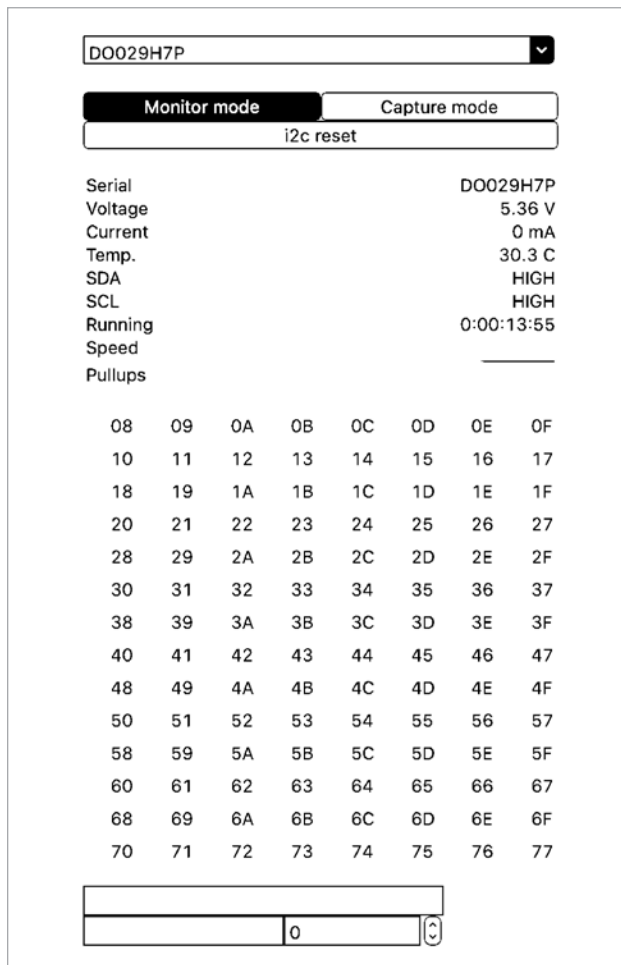 DO029H7P
Monitor mode Capture mode
i2c reset
Serial DO029H7P
Voltage 5.36 V
Current 0 mA
Temp. 30.3 C
SDA HIGH
SCL HIGH
Running 0:00:13:55
Speed
Pullups
08 09 0A 0B 0C 0D 0E 0F
10 11 12 13 14 15 16 17
18 19 1A 1B 1C 1D 1E 1F
20 21 22 23 24 25 26 27
28 29 2A 2B 2C 2D 2E 2F
30 31 32 33 34 35 36 37
38 39 3A 3B 3C 3D 3E 3F
40 41 42 43 44 45 46 47
48 49 4A 4B 4C 4D 4E 4F
50 51 52 53 54 55 56 57
58 59 5A 5B 5C 5D 5E 5F
60 61 62 63 64 65 66 67
68 69 6A 6B 6C 6D 6E 6F
70 71 72 73 74 75 76 77
0